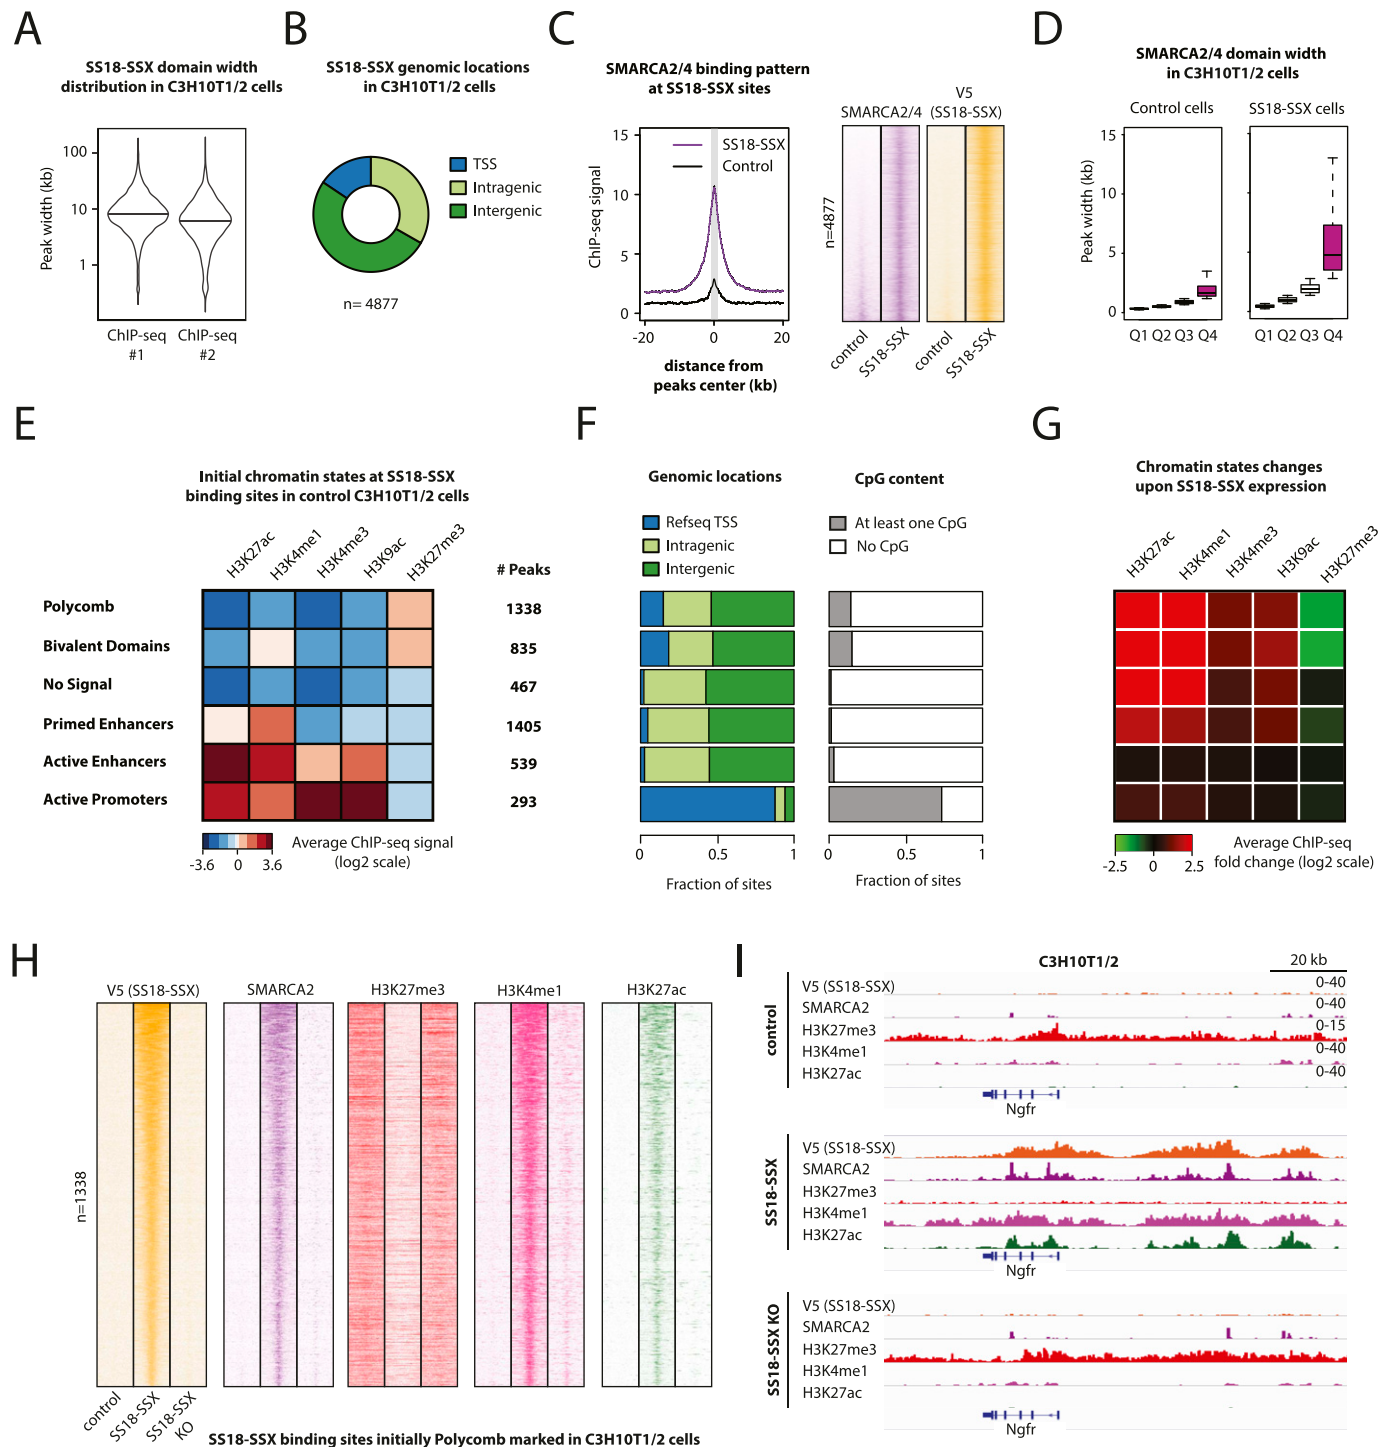 A
SS18-SSX domain width
distribution in C3H10T1/2 cells
Peak width (kb)
100
10
1
ChIP-seq
#1
ChIP-seq
#2
B
SS18-SSX genomic locations
in C3H10T1/2 cells
TSS
Intragenic
Intergenic
n= 4877
C
SMARCA2/4 binding pattern
at SS18-SSX sites
ChIP-seq signal
15
10
5
0
SS18-SSX
Control
-20
0
20
distance from
peaks center (kb)
SMARCA2/4
V5
(SS18-SSX)
n=4877
control
SS18-SSX
control
SS18-SSX
D
SMARCA2/4 domain width
in C3H10T1/2 cells
Control cells
SS18-SSX cells
Peak width (kb)
15
10
5
0
Q1 Q2 Q3 Q4
Q1 Q2 Q3 Q4
E
Initial chromatin states at SS18-SSX
binding sites in control C3H10T1/2 cells
H3K27ac
H3K4me1
H3K4me3
H3K9ac
H3K27me3
# Peaks
Polycomb
1338
Bivalent Domains
835
No Signal
467
Primed Enhancers
1405
Active Enhancers
539
Active Promoters
293
-3.6
0
3.6
Average ChIP-seq signal
(log2 scale)
F
Genomic locations
Refseq TSS
Intragenic
Intergenic
0
0.5
1
Fraction of sites
CpG content
At least one CpG
No CpG
0
0.5
1
Fraction of sites
G
Chromatin states changes
upon SS18-SSX expression
H3K27ac
H3K4me1
H3K4me3
H3K9ac
H3K27me3
-2.5
0
2.5
Average ChIP-seq
fold change (log2 scale)
H
V5 (SS18-SSX)
SMARCA2
H3K27me3
H3K4me1
H3K27ac
n=1338
control
SS18-SSX
SS18-SSX
KO
SS18-SSX binding sites initially Polycomb marked in C3H10T1/2 cells
I
C3H10T1/2
20 kb
control
V5 (SS18-SSX)
0-40
SMARCA2
0-40
H3K27me3
0-15
H3K4me1
0-40
H3K27ac
0-40
Ngfr
SS18-SSX
V5 (SS18-SSX)
SMARCA2
H3K27me3
H3K4me1
H3K27ac
Ngfr
SS18-SSX KO
V5 (SS18-SSX)
SMARCA2
H3K27me3
H3K4me1
H3K27ac
Ngfr